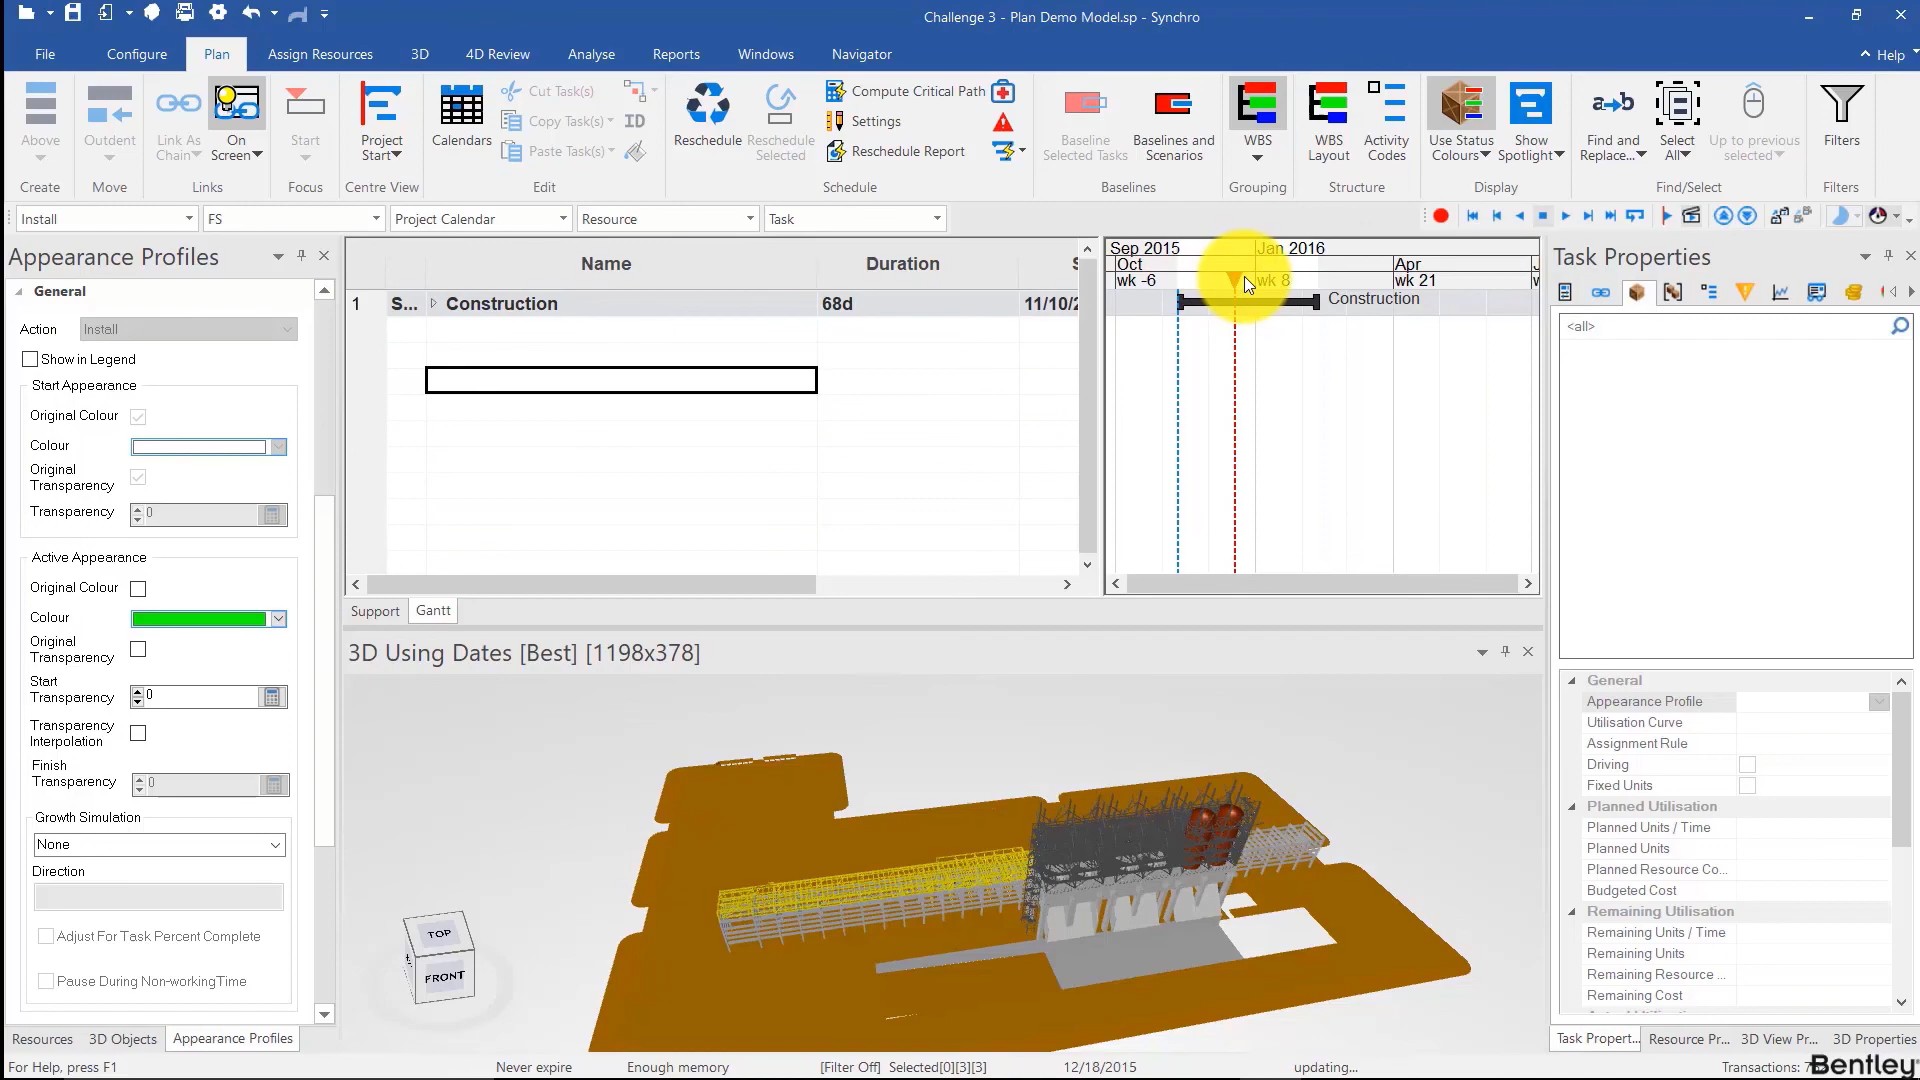 Challenge 3 - Plan Demo Model.sp - Synchro
File Configure Plan Assign Resources 3D 4D Review Analyse Reports Windows Navigator Help
Above Outdent Link As Chain On Screen Start Project Start Calendars Cut Task(s) Copy Task(s) Paste Task(s) ID Reschedule Reschedule Selected Compute Critical Path Settings Reschedule Report Baseline Selected Tasks Baselines and Scenarios WBS WBS Layout Activity Codes Use Status Colours Show Spotlight Find and Replace... Select All Up to previous selected Filters
Create Move Links Focus Centre View Edit Schedule Baselines Grouping Structure Display Find/Select Filters
Install FS Project Calendar Resource Task
Appearance Profiles
General
Action Install
Show in Legend
Start Appearance
Original Colour
Colour
Original Transparency
Transparency 0
Active Appearance
Original Colour
Colour
Original Transparency
Start Transparency 0
Transparency Interpolation
Finish Transparency 0
Growth Simulation
None
Direction
Adjust For Task Percent Complete
Pause During Non-workingTime
Resources 3D Objects Appearance Profiles
Name Duration S
1 S... Construction 68d 11/10/2
Sep 2015 Jan 2016
Oct Apr
wk -6 wk 8 wk 21
Construction
Support Gantt
3D Using Dates [Best] [1198x378]
TOP
FRONT
Task Properties
<all>
General
Appearance Profile
Utilisation Curve
Assignment Rule
Driving
Fixed Units
Planned Utilisation
Planned Units / Time
Planned Units
Planned Resource Co...
Budgeted Cost
Remaining Utilisation
Remaining Units / Time
Remaining Units
Remaining Resource ...
Remaining Cost
Task Propert... Resource Pr... 3D View Pr... 3D Properties
For Help, press F1 Never expire Enough memory [Filter Off] Selected[0][3][3] 12/18/2015 updating... Transactions:
Bentley